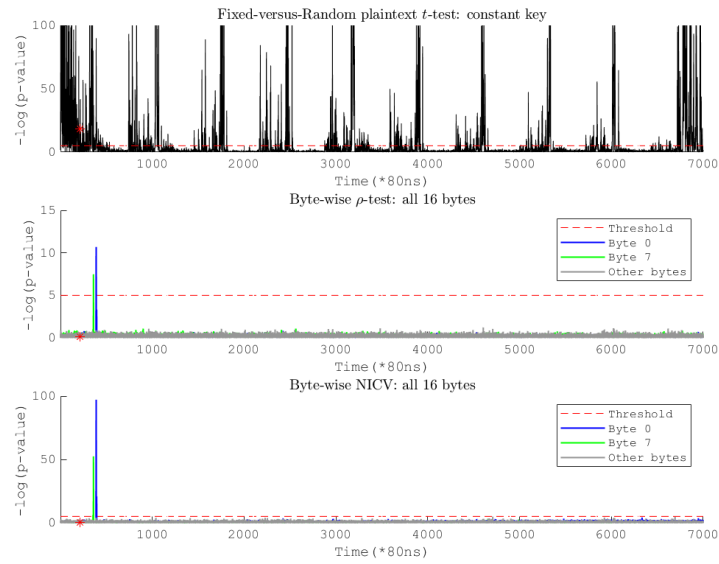 Fixed-versus-Random plaintext t-test: constant key
100
50
0
-log(p-value)
1000 2000 3000 4000 5000 6000 7000
Time(*80ns)
Byte-wise ρ-test: all 16 bytes
15
10
5
0
-log(p-value)
Threshold
Byte 0
Byte 7
Other bytes
1000 2000 3000 4000 5000 6000 7000
Time(*80ns)
Byte-wise NICV: all 16 bytes
100
50
0
-log(p-value)
Threshold
Byte 0
Byte 7
Other bytes
1000 2000 3000 4000 5000 6000 7000
Time(*80ns)